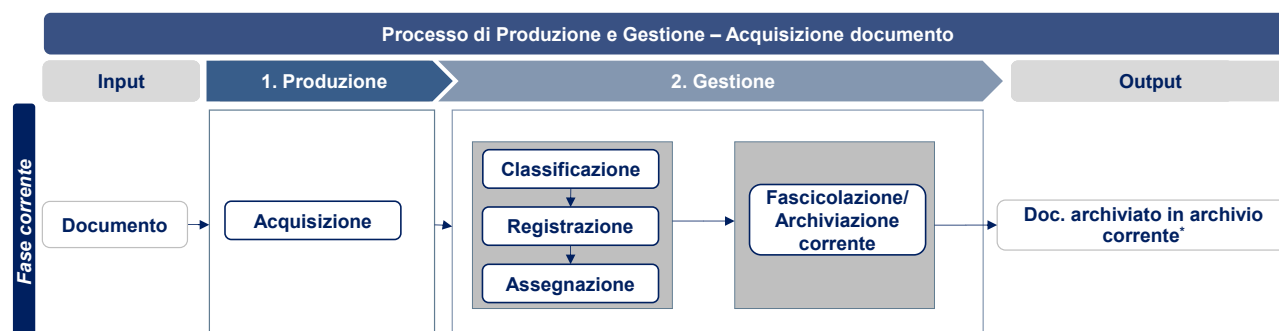 Processo di Produzione e Gestione – Acquisizione documento
Input
1. Produzione
2. Gestione
Output
Fase corrente
Documento
Acquisizione
Classificazione
Registrazione
Assegnazione
Fascicolazione/
Archiviazione
corrente
Doc. archiviato in archivio
corrente*